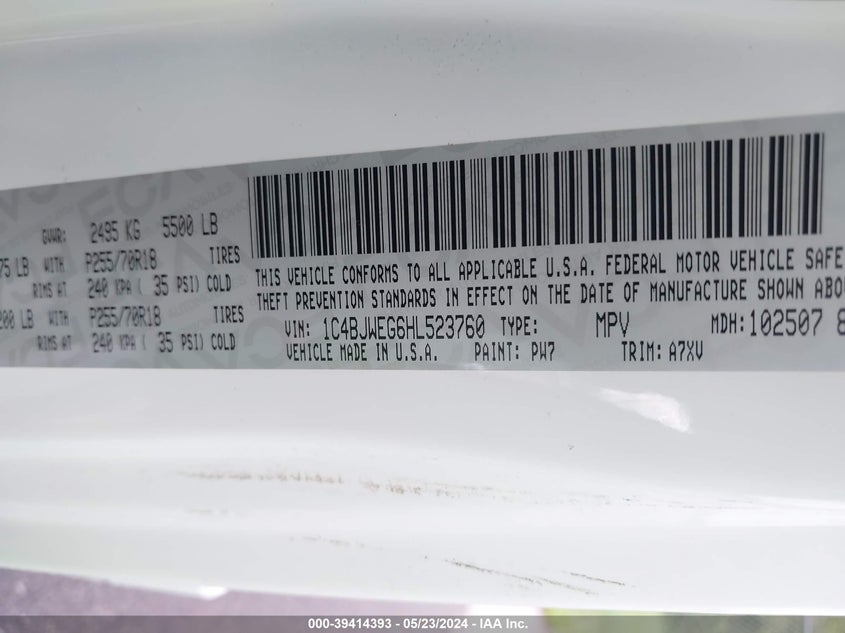 GVWR: 2495 KG 5500 LB
75 LB WITH P255/70R18 TIRES
RIMS AT 240 KPA ( 35 PSI) COLD
200 LB WITH P255/70R18 TIRES
RIMS AT 240 KPA ( 35 PSI) COLD
THIS VEHICLE CONFORMS TO ALL APPLICABLE U.S.A. FEDERAL MOTOR VEHICLE SAFE
THEFT PREVENTION STANDARDS IN EFFECT ON THE DATE OF MANUFACTURE SHOWN ABO
VIN: 1C4BJWEG6HL523760 TYPE: MPV MDH: 102507 8
VEHICLE MADE IN U.S.A. PAINT: PW7 TRIM: A7XV
000-39414393 - 05/23/2024 - IAA Inc.